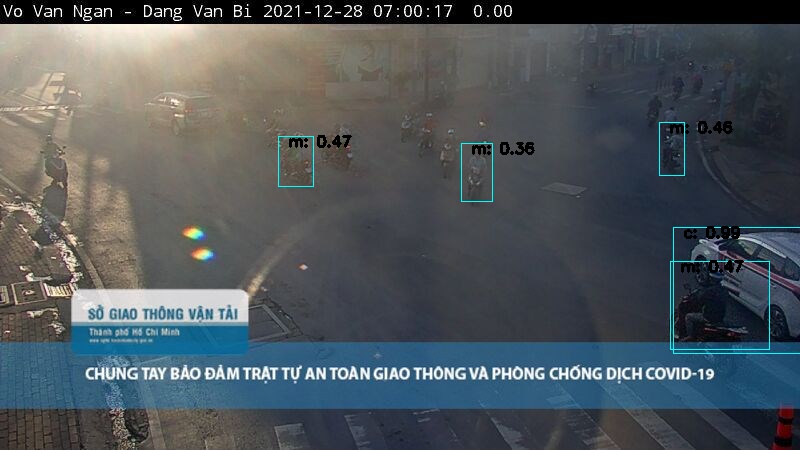 Vo Van Ngan - Dang Van Bi 2021-12-28 07:00:17  0.00
m: 0.47
m: 0.36
m: 0.46
c: 0.99
m: 0.47
SỞ GIAO THÔNG VẬN TẢI
Thành phố Hồ Chí Minh
CHUNG TAY BẢO ĐẢM TRẬT TỰ AN TOÀN GIAO THÔNG VÀ PHÒNG CHỐNG DỊCH COVID-19